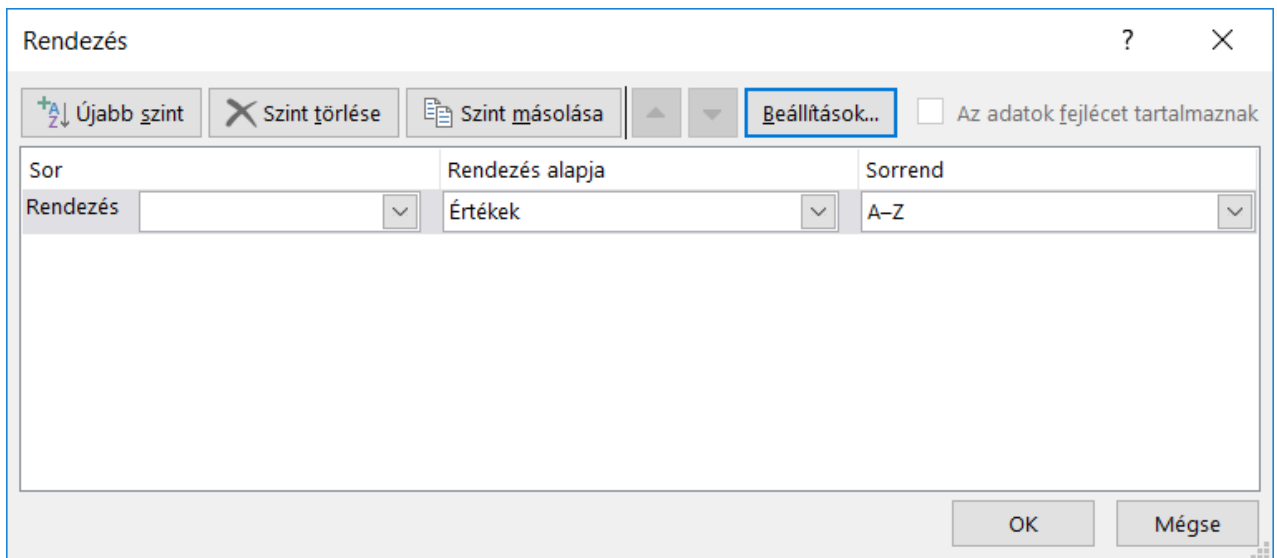 Rendezés ?
Újabb szint Szint törlése Szint másolása Beállítások... Az adatok fejlécet tartalmaznak
Sor Rendezés alapja Sorrend
Rendezés Értékek A–Z
OK Mégse